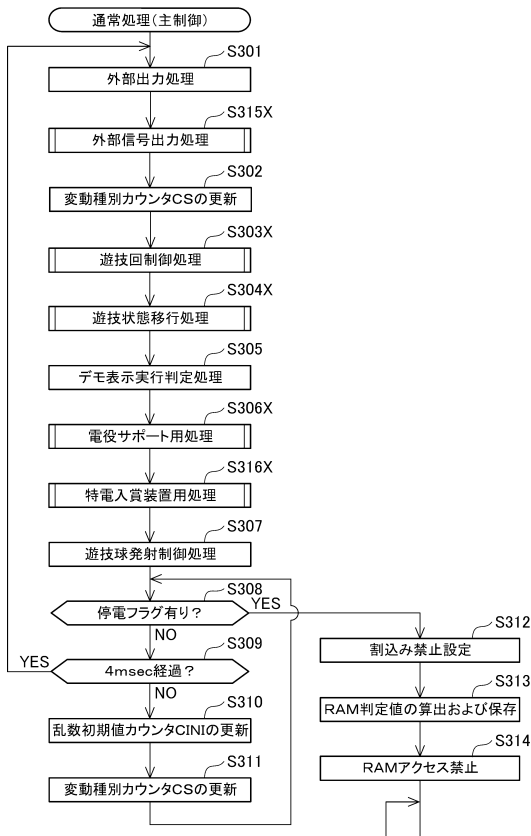 通常処理(主制御)
S301
外部出力処理
S315X
外部信号出力処理
S302
変動種別カウンタCSの更新
S303X
遊技回制御処理
S304X
遊技状態移行処理
S305
デモ表示実行判定処理
S306X
電役サポート用処理
S316X
特電入賞装置用処理
S307
遊技球発射制御処理
S308
停電フラグ有り?
YES
NO
S309
YES
4msec経過?
NO
S310
乱数初期値カウンタCINIの更新
S311
変動種別カウンタCSの更新
S312
割込み禁止設定
S313
RAM判定値の算出および保存
S314
RAMアクセス禁止